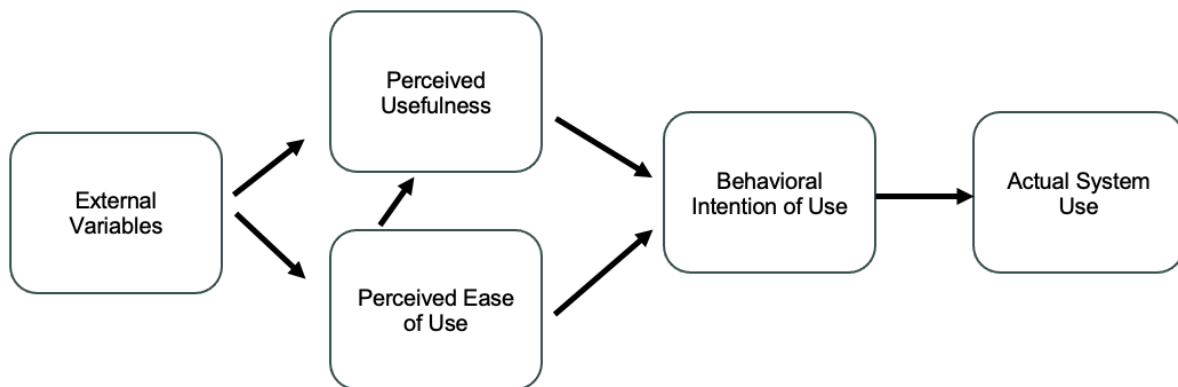 Perceived
Usefulness
External
Variables
Perceived Ease
of Use
Behavioral
Intention of Use
Actual System
Use